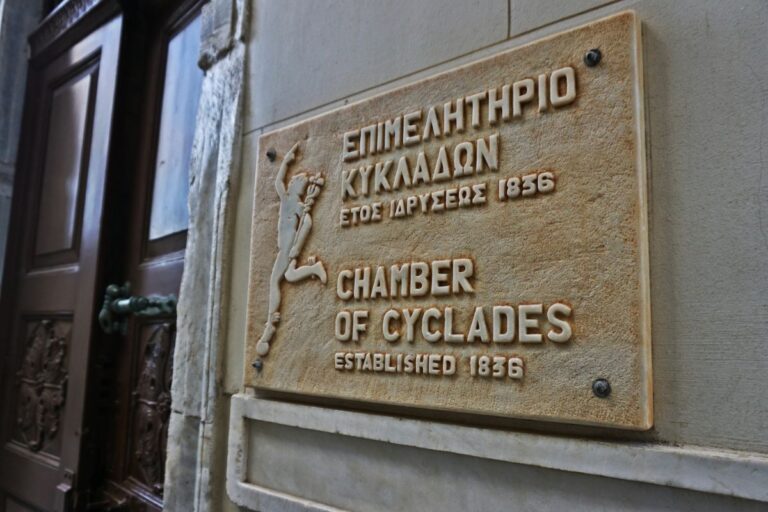 ΕΠΙΜΕΛΗΤΗΡΙΟ
ΚΥΚΛΑΔΩΝ
ΕΤΟΣ ΙΔΡΥΣΕΩΣ 1836
CHAMBER
OF CYCLADES
ESTABLISHED 1836